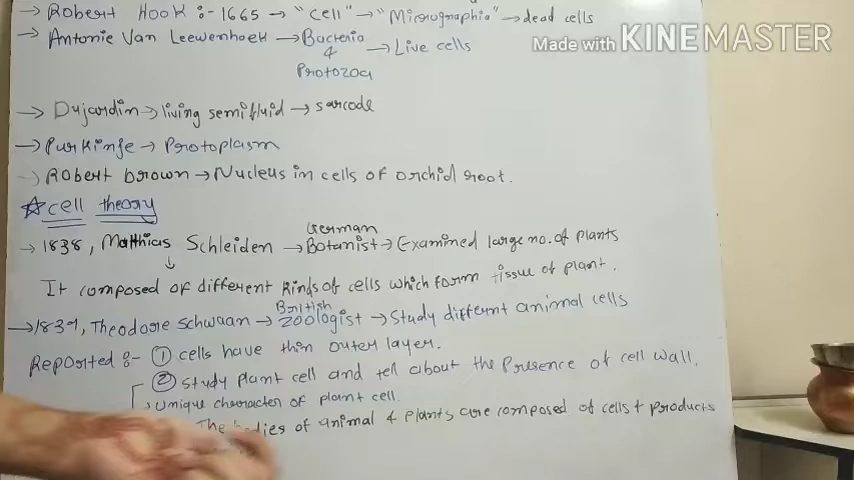 → Robert Hook :- 1665 → "cell" → "Micrographia" → dead cells
Made with KINEMASTER
→ Antonie Van Leewenhoek → Bacteria & Protozoa → Live cells
→ Dujardin → living semifluid → sarcode
→ Purkinje → Protoplasm
→ Robert brown → Nucleus in cells of orchid root.
☆ cell theory
German
→ 1838, Matthias Schleiden → Botanist → Examined large no. of plants
↓
It composed of different kinds of cells which form tissue of plant.
British
→ 1839, Theodore Schwaan → Zoologist → Study different animal cells
Reported :- ① cells have thin outer layer.
② Study plant cell and tell about the Presence of cell wall.
→ Unique character of plant cell.
The bodies of animal & plants are composed of cells + products